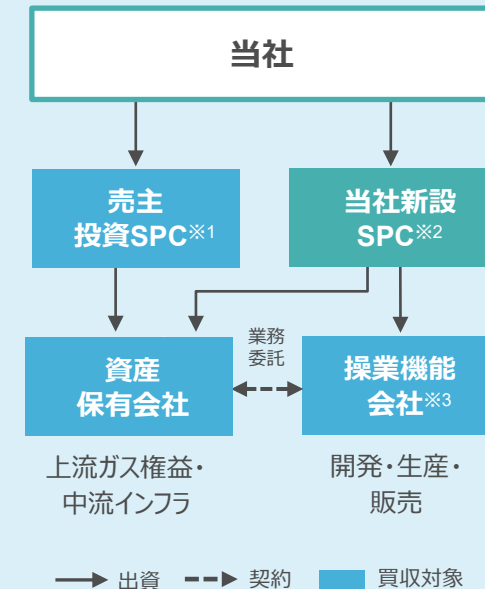 当社
売主
投資SPC※1
当社新設
SPC※2
資産
保有会社
業務
委託
操業機能
会社※3
上流ガス権益・
中流インフラ
開発・生産・
販売
出資
契約
買収対象